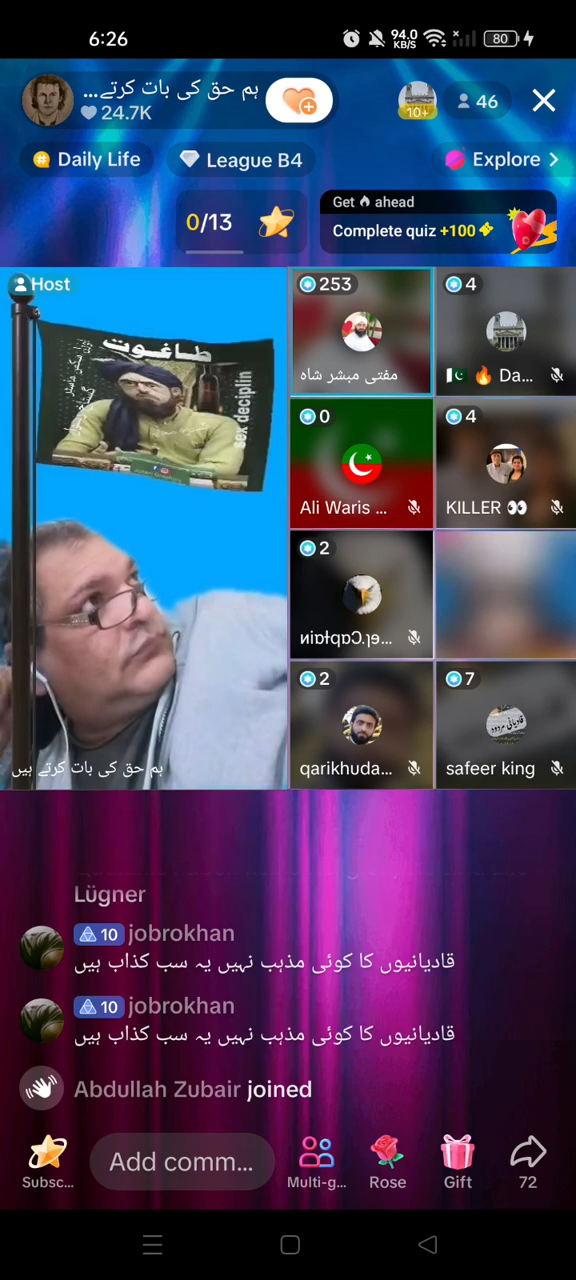 6:26
94.0
KB/S
80
ہم حق کی بات کرتے...
24.7K
10+
46
Daily Life
League B4
Explore
0/13
Get ahead
Complete quiz +100
Host
طاغوت
sex deciplin
ہم حق کی بات کرتے ہیں
253
مفتی مبشر شاہ
4
Da...
0
Ali Waris ...
4
KILLER
2
2
qarikhuda...
7
safeer king
Lügner
10 jobrokhan
قادیانیوں کا کوئی مذہب نہیں یہ سب کذاب ہیں
10 jobrokhan
قادیانیوں کا کوئی مذہب نہیں یہ سب کذاب ہیں
Abdullah Zubair joined
Subsc...
Add comm...
Multi-g...
Rose
Gift
72